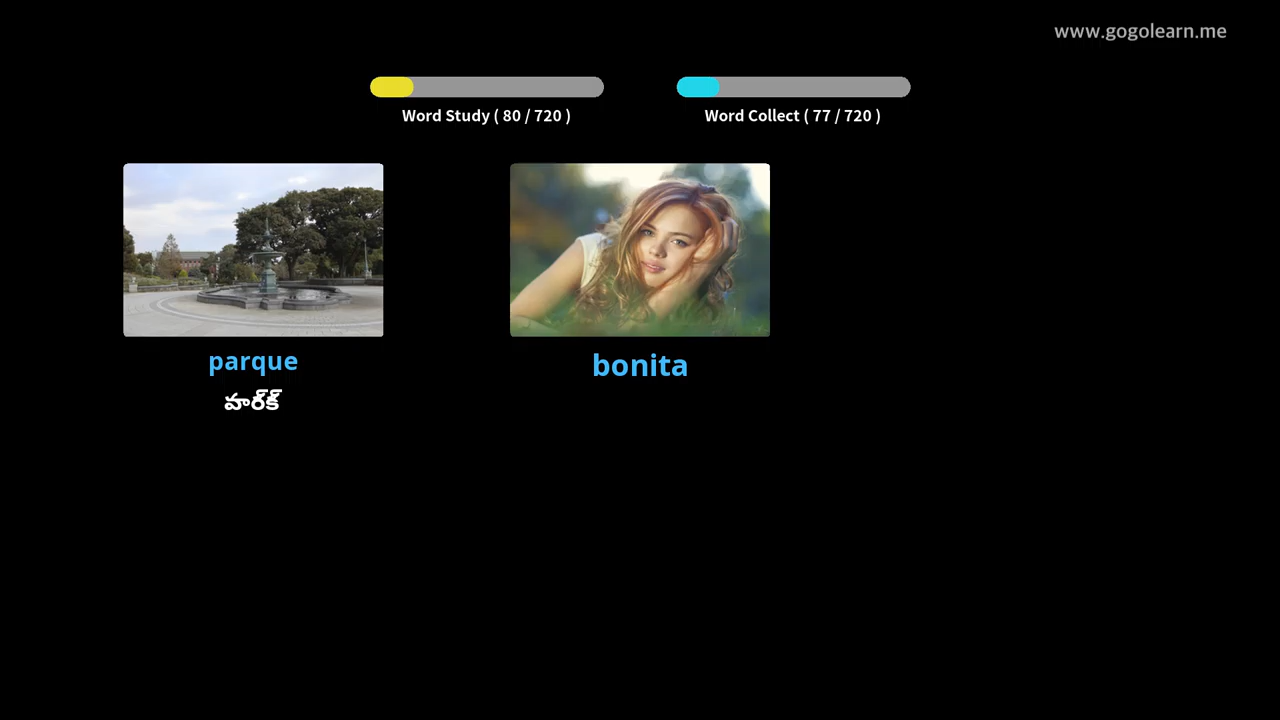 www.gogolearn.me
Word Study ( 80 / 720 )
Word Collect ( 77 / 720 )
parque
bonita
పార్క్